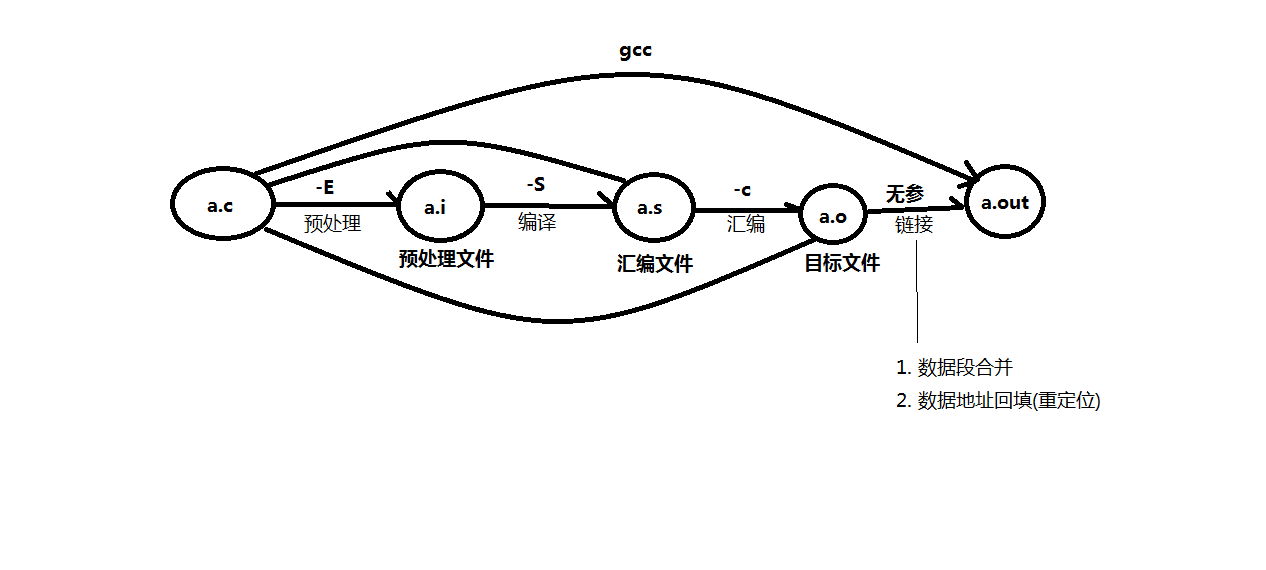 gcc
-E
-S
-c
无参
a.c
a.i
a.s
a.o
a.out
预处理
编译
汇编
链接
预处理文件
汇编文件
目标文件
1. 数据段合并
2. 数据地址回填(重定位)